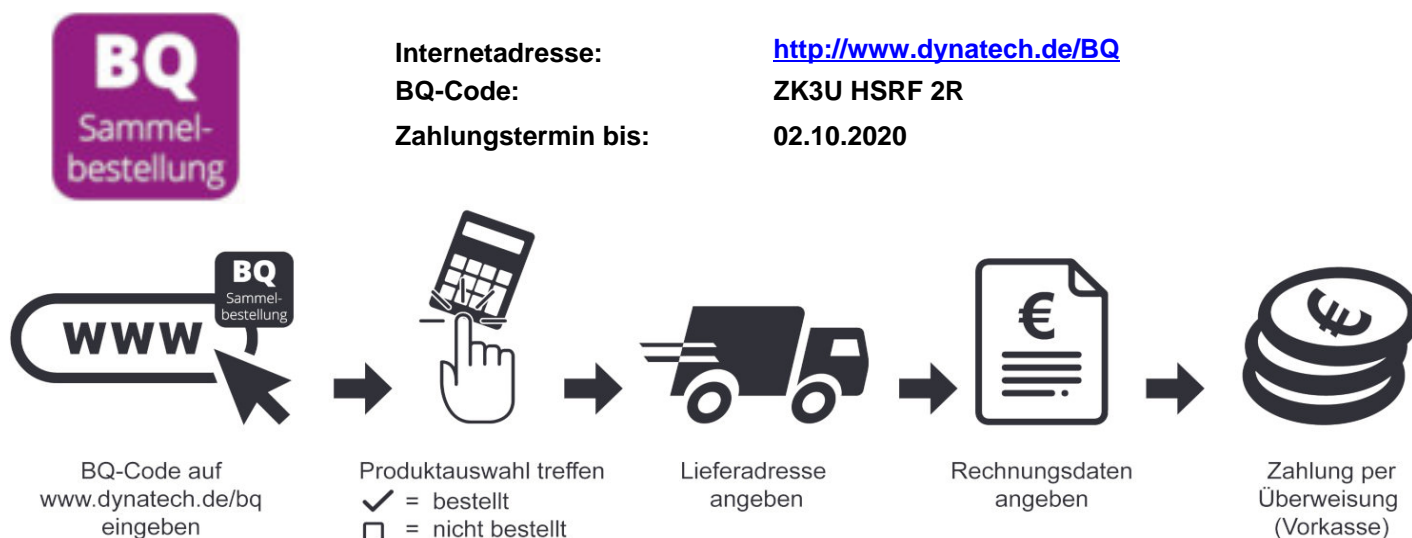 BQ
Sammel-
bestellung
Internetadresse: http://www.dynatech.de/BQ
BQ-Code: ZK3U HSRF 2R
Zahlungstermin bis: 02.10.2020
BQ
Sammel-
bestellung
www
€
€
BQ-Code auf
www.dynatech.de/bq
eingeben
Produktauswahl treffen
✓ = bestellt
☐ = nicht bestellt
Lieferadresse
angeben
Rechnungsdaten
angeben
Zahlung per
Überweisung
(Vorkasse)